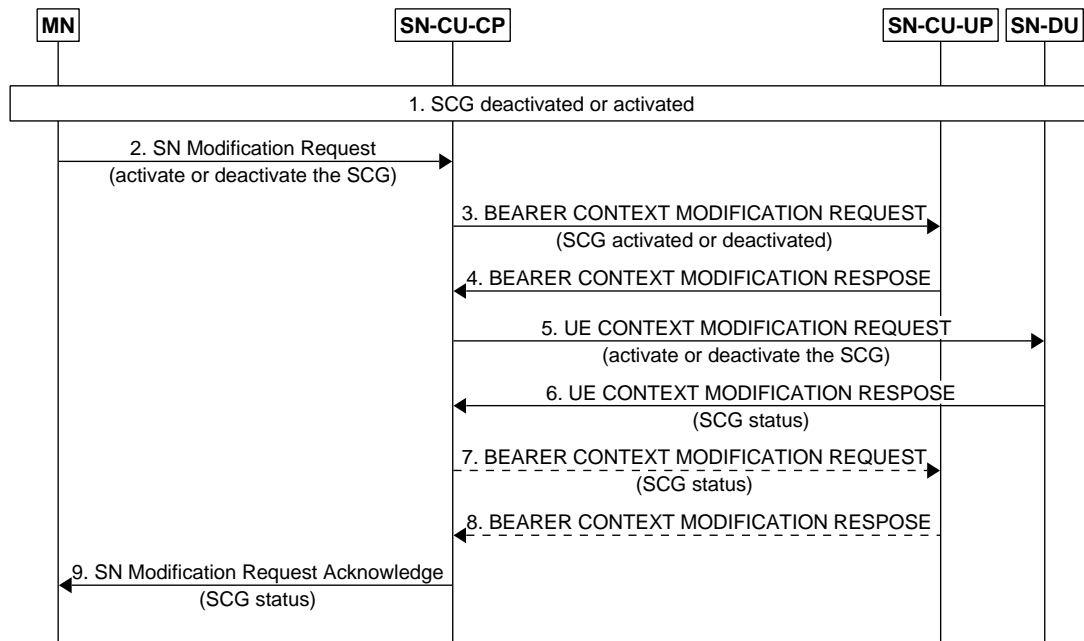 MN SN-CU-CP SN-CU-UP SN-DU
1. SCG deactivated or activated
2. SN Modification Request
(activate or deactivate the SCG)
3. BEARER CONTEXT MODIFICATION REQUEST
(SCG activated or deactivated)
4. BEARER CONTEXT MODIFICATION RESPOSE
5. UE CONTEXT MODIFICATION REQUEST
(activate or deactivate the SCG)
6. UE CONTEXT MODIFICATION RESPOSE
(SCG status)
7. BEARER CONTEXT MODIFICATION REQUEST
(SCG status)
8. BEARER CONTEXT MODIFICATION RESPOSE
9. SN Modification Request Acknowledge
(SCG status)